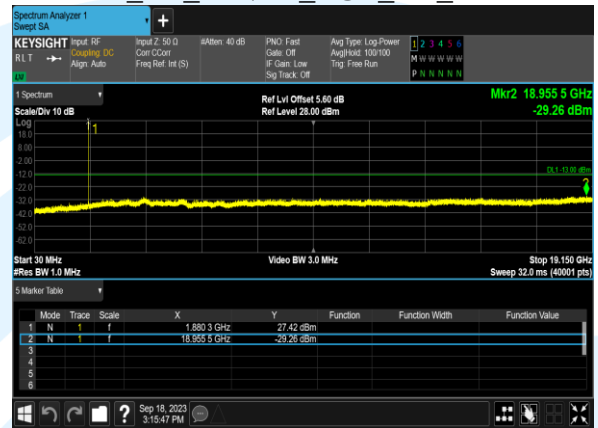 Spectrum Analyzer 1
Swept SA
+
KEYSIGHT Input: RF Input Z: 50 Ω #Atten: 40 dB PNO: Fast Avg Type: Log-Power 1 2 3 4 5 6
RLT Coupling: DC Corr CCorr Gate: Off Avg|Hold: 100/100 M W W W W W
Align: Auto Freq Ref: Int (S) IF Gain: Low Trig: Free Run
Sig Track: Off P N N N N N
1 Spectrum Ref Lvl Offset 5.60 dB Mkr2 18.955 5 GHz
Scale/Div 10 dB Ref Level 28.00 dBm -29.26 dBm
Log
18.0
8.00
-2.00
-12.0
-22.0
-32.0
-42.0
-52.0
-62.0
1
DL1 -13.00 dBm
2
Start 30 MHz Video BW 3.0 MHz Stop 19.150 GHz
#Res BW 1.0 MHz Sweep 32.0 ms (40001 pts)
5 Marker Table
Mode Trace Scale X Y Function Function Width Function Value
1 N 1 f 1.880 3 GHz 27.42 dBm
2 N 1 f 18.955 5 GHz -29.26 dBm
3
4
5
6
? Sep 18, 2023
3:15:47 PM